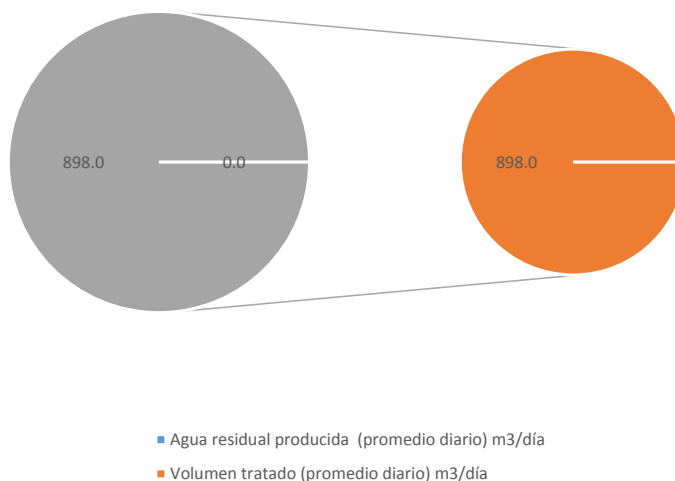 898.0
0.0
898.0
Agua residual producida (promedio diario) m3/día
Volumen tratado (promedio diario) m3/día